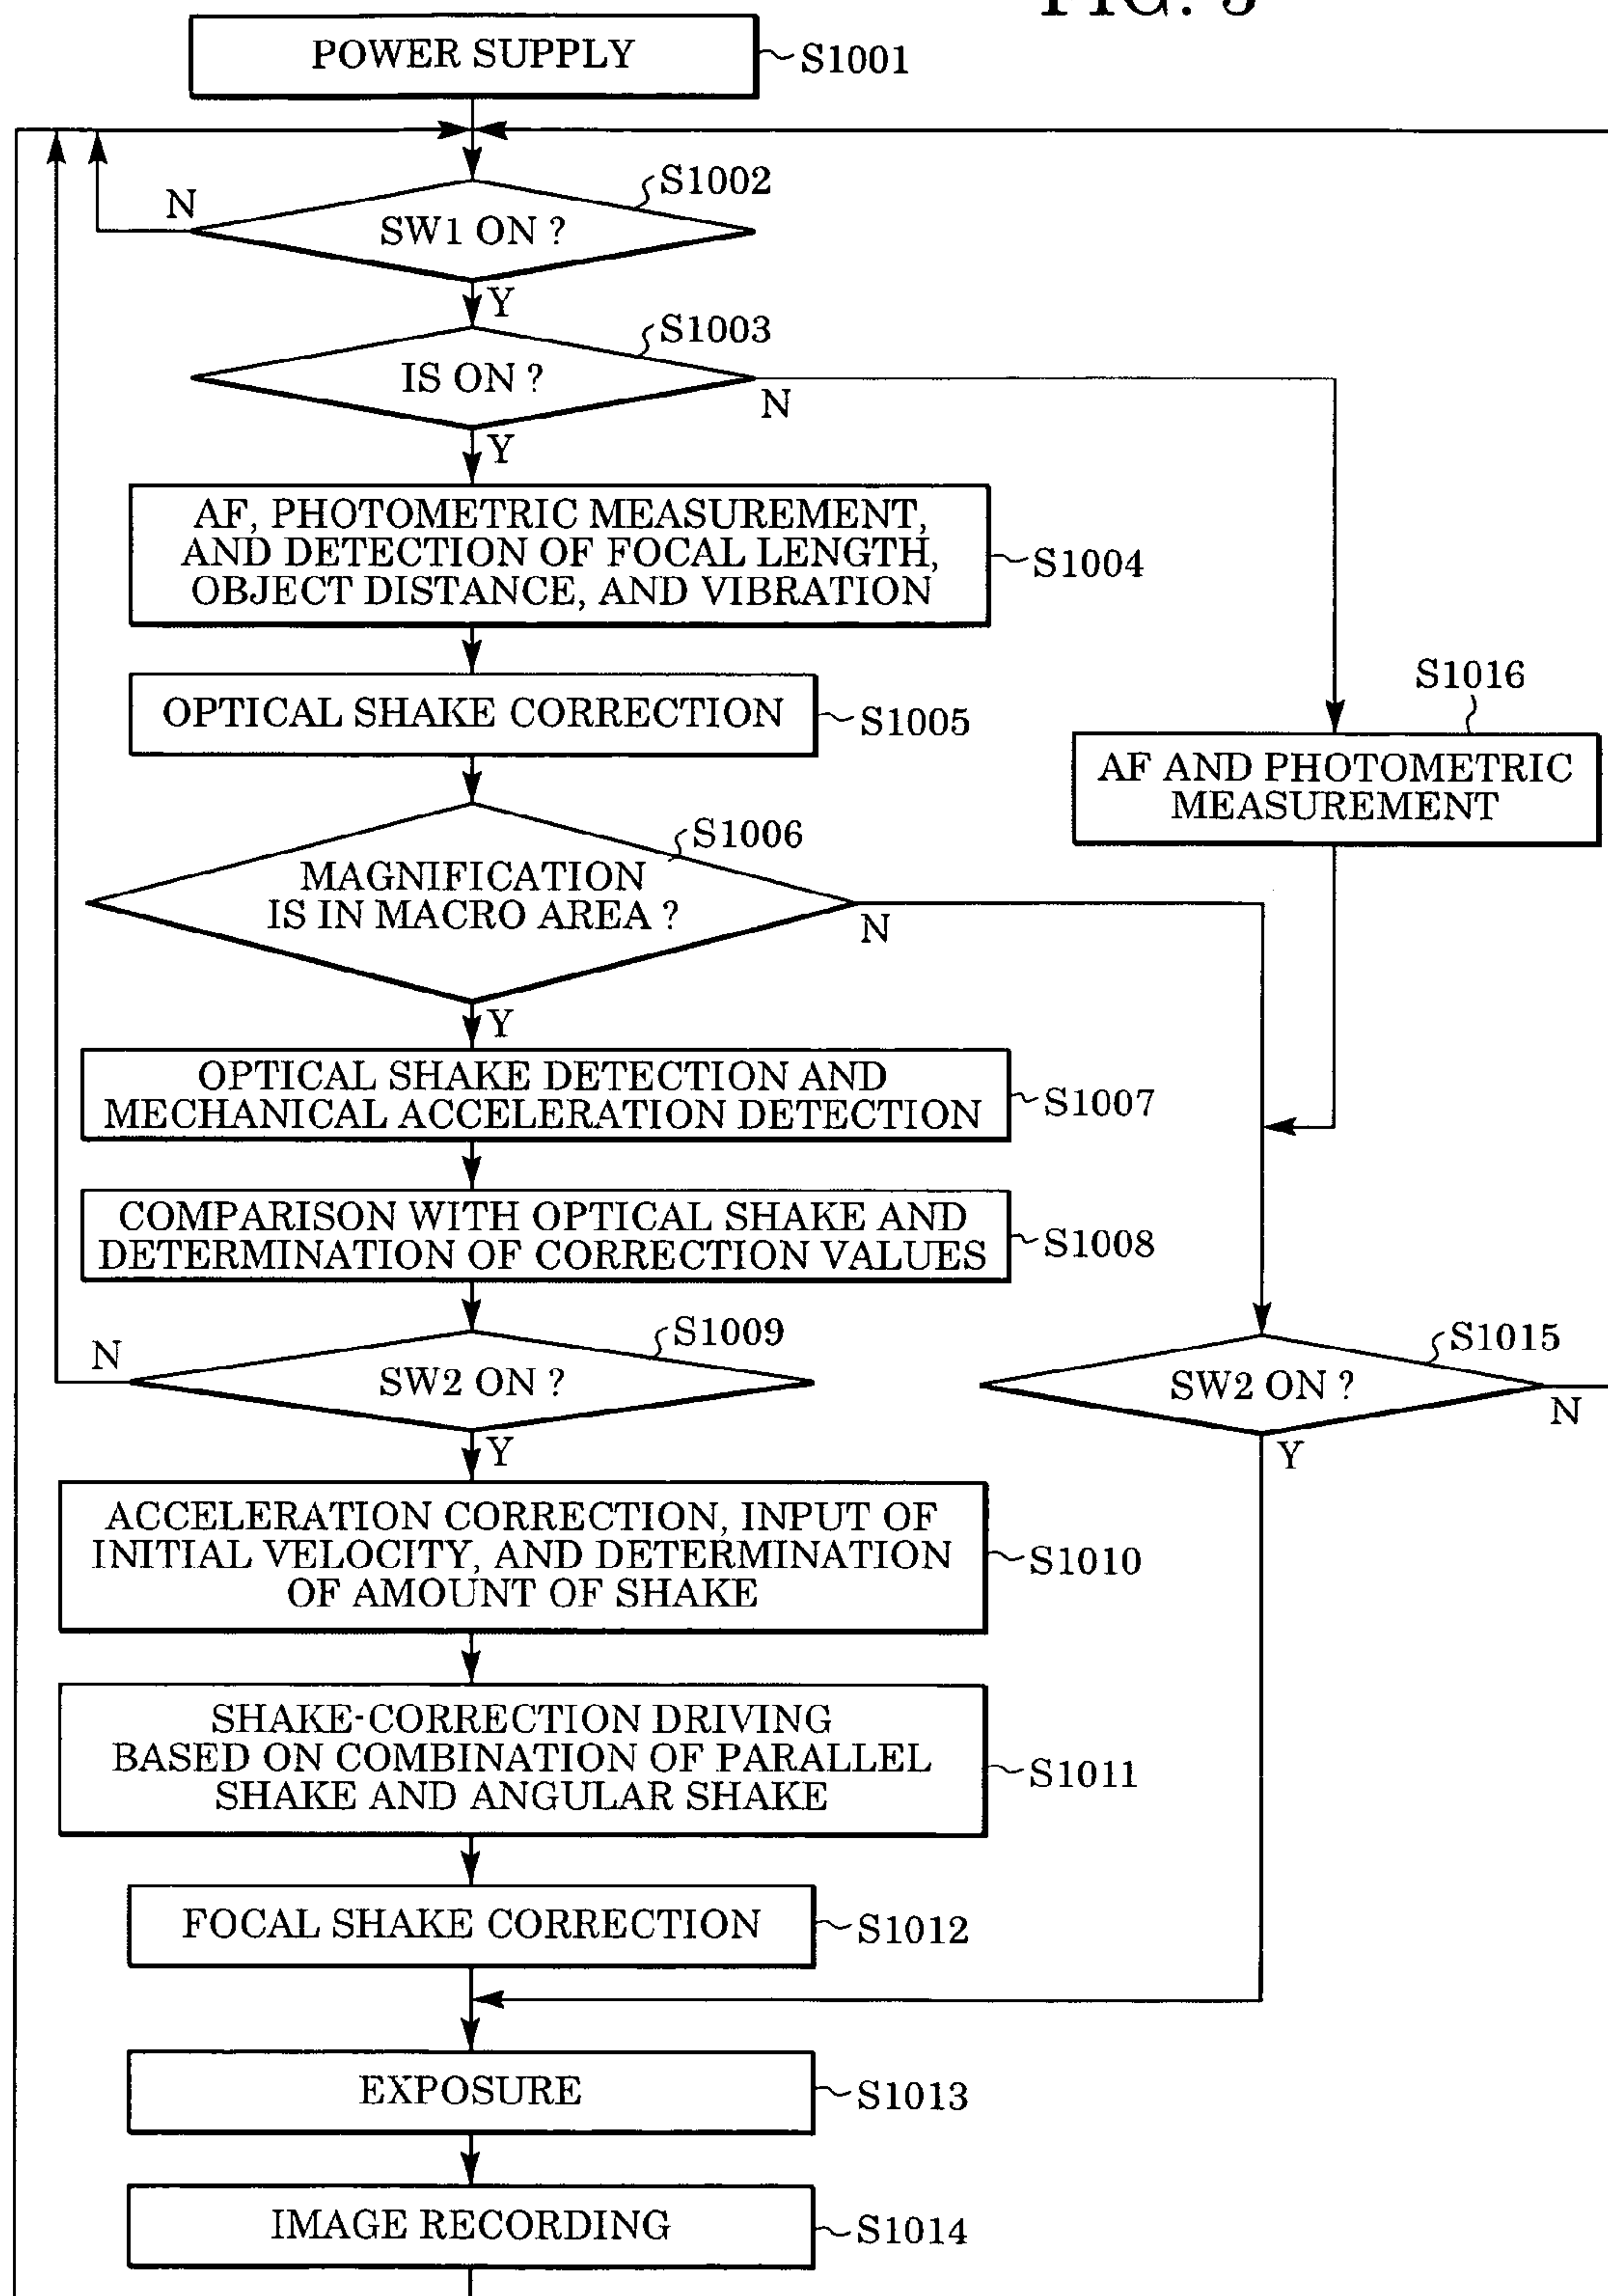 FIG. 5
POWER SUPPLY
S1001
S1002
N
SW1 ON ?
Y
S1003
IS ON ?
N
Y
AF, PHOTOMETRIC MEASUREMENT,
AND DETECTION OF FOCAL LENGTH,
OBJECT DISTANCE, AND VIBRATION
S1004
S1016
OPTICAL SHAKE CORRECTION
S1005
AF AND PHOTOMETRIC
MEASUREMENT
S1006
MAGNIFICATION
IS IN MACRO AREA ?
N
Y
OPTICAL SHAKE DETECTION AND
MECHANICAL ACCELERATION DETECTION
S1007
COMPARISON WITH OPTICAL SHAKE AND
DETERMINATION OF CORRECTION VALUES
S1008
S1009
N
SW2 ON ?
Y
S1015
SW2 ON ?
N
Y
ACCELERATION CORRECTION, INPUT OF
INITIAL VELOCITY, AND DETERMINATION
OF AMOUNT OF SHAKE
S1010
SHAKE-CORRECTION DRIVING
BASED ON COMBINATION OF PARALLEL
SHAKE AND ANGULAR SHAKE
S1011
FOCAL SHAKE CORRECTION
S1012
EXPOSURE
S1013
IMAGE RECORDING
S1014